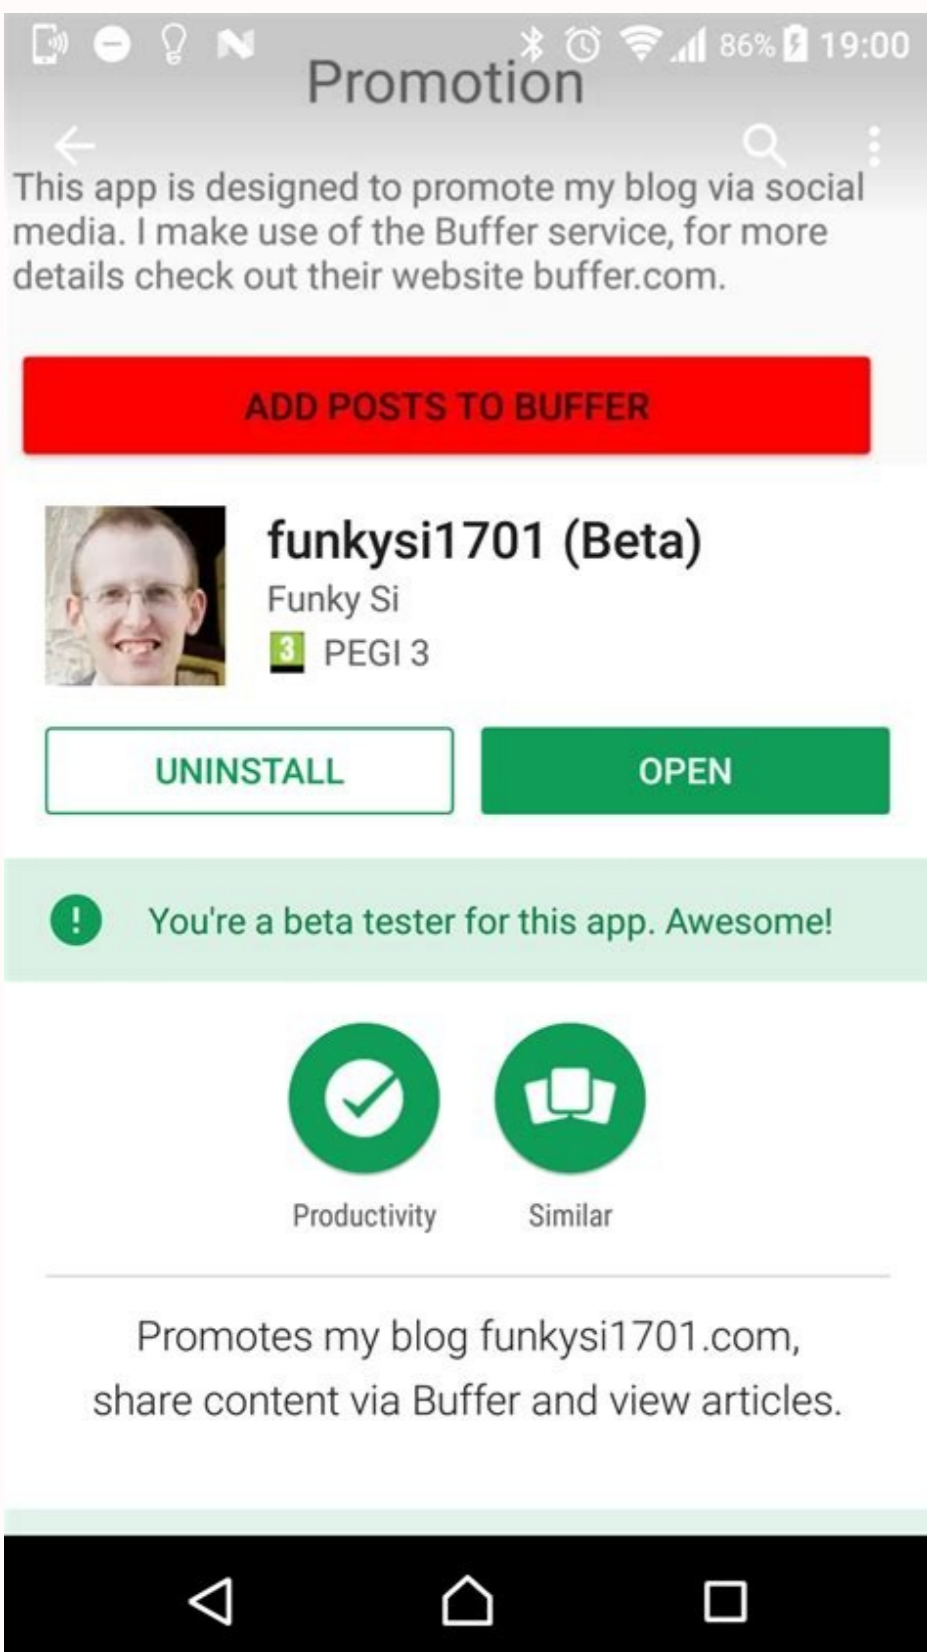 86% 19:00
Promotion
This app is designed to promote my blog via social
media. I make use of the Buffer service, for more
details check out their website buffer.com.
ADD POSTS TO BUFFER
funkysi1701 (Beta)
Funky Si
3 PEGI 3
UNINSTALL OPEN
! You're a beta tester for this app. Awesome!
Productivity Similar
Promotes my blog funkysi1701.com,
share content via Buffer and view articles.